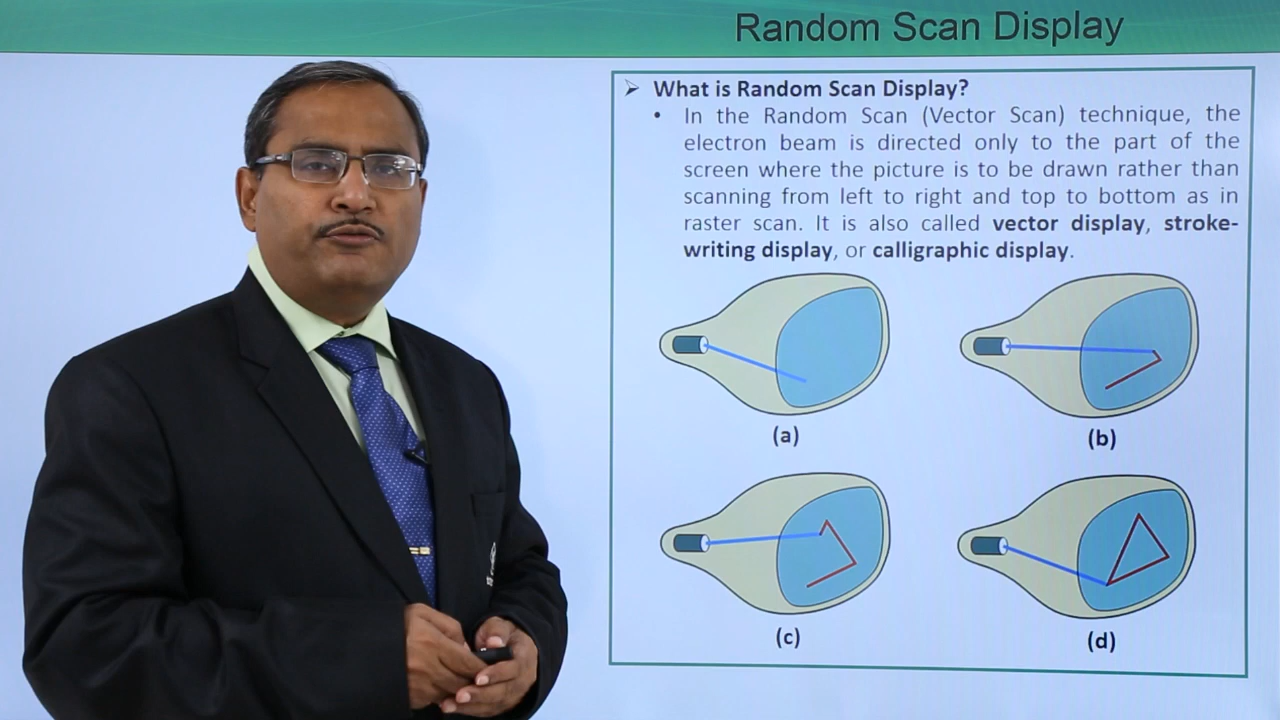 Random Scan Display
➢ What is Random Scan Display?
• In the Random Scan (Vector Scan) technique, the
electron beam is directed only to the part of the
screen where the picture is to be drawn rather than
scanning from left to right and top to bottom as in
raster scan. It is also called vector display, stroke-
writing display, or calligraphic display.
(a)
(b)
(c)
(d)